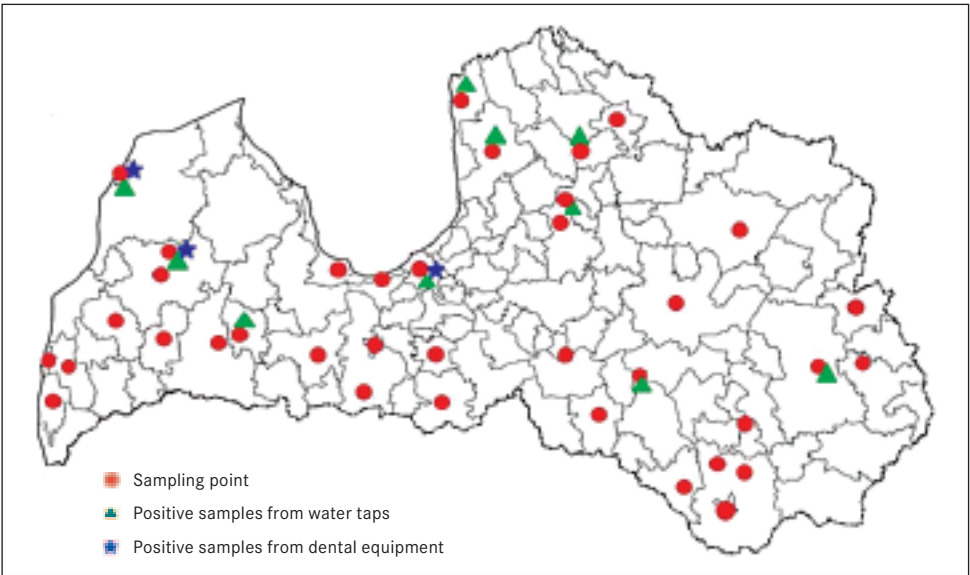 Sampling point
Positive samples from water taps
Positive samples from dental equipment